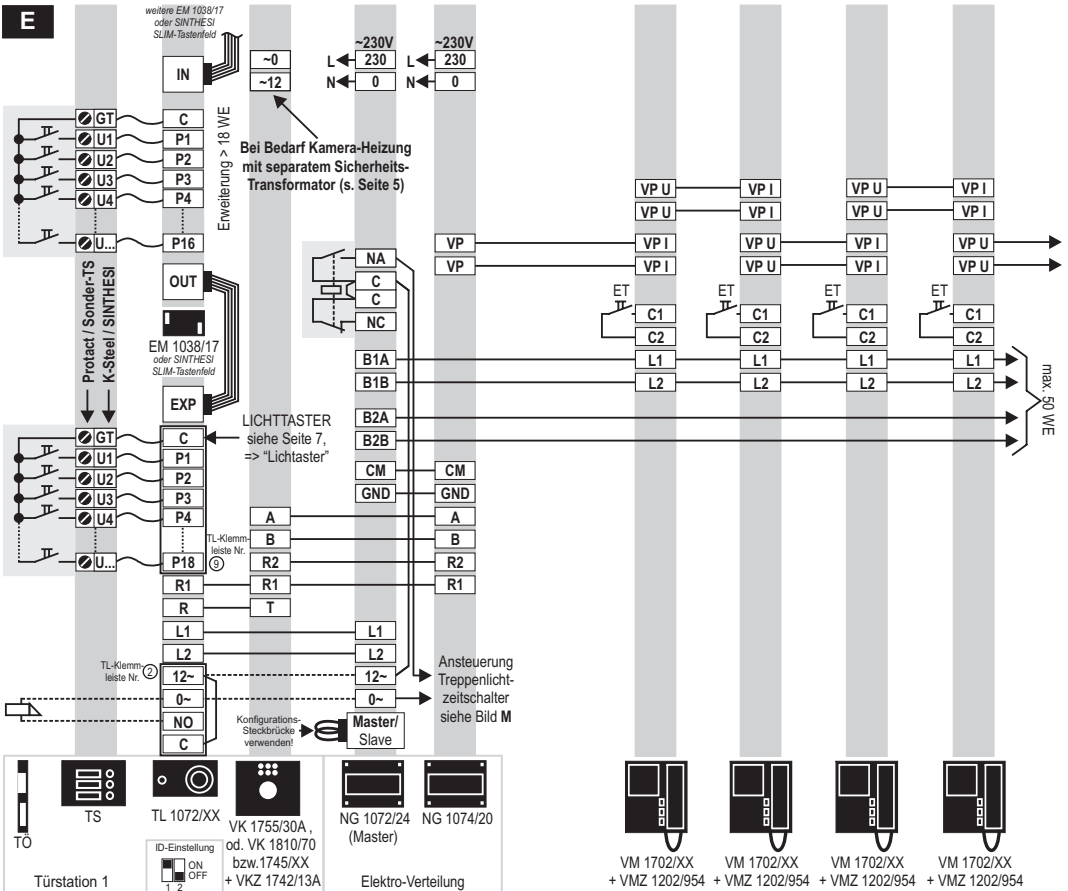 E
weitere EM 1038/17
oder SINTHESI
SLIM-Tastenfeld
IN
~0
~12
~230V
L 230
N 0
~230V
L 230
N 0
Bei Bedarf Kamera-Heizung
mit separatem Sicherheits-
Transformator (s. Seite 5)
Erweiterung > 18 WE
GT C
U1 P1
U2 P2
U3 P3
U4 P4
U... P16
OUT
EM 1038/17
oder SINTHESI
SLIM-Tastenfeld
EXP
Protact / Sonder-TS
K-Steel / SINTHESI
LICHTTASTER
siehe Seite 7,
=> “Lichtaster”
GT C
U1 P1
U2 P2
U3 P3
U4 P4
U... P18
TL-Klemm-
leiste Nr.
9
NA
C
C
NC
VP
VP
VP U VP I VP U VP I
VP U VP I VP U VP I
VP I VP U VP I VP U
VP I VP U VP I VP U
ET ET ET ET
C1 C1 C1 C1
C2 C2 C2 C2
B1A L1 L1 L1 L1
B1B L2 L2 L2 L2
B2A
B2B
max. 50 WE
CM CM
GND GND
A A
B B
R2 R2
R1 R1 R1
R T
L1 L1
L2 L2
TL-Klemm-
leiste Nr.
2
12~ 12~
0~ 0~
NO
C
Ansteuerung
Treppenlicht-
zeitschalter
siehe Bild M
Konfigurations-
Steckbrücke
verwenden!
Master/
Slave
TÖ
TS
TL 1072/XX
VK 1755/30A ,
od. VK 1810/70
bzw.1745/XX
+ VKZ 1742/13A
ID-Einstellung
ON
OFF
1 2
Türstation 1
NG 1072/24
(Master)
NG 1074/20
Elektro-Verteilung
VM 1702/XX
+ VMZ 1202/954
VM 1702/XX
+ VMZ 1202/954
VM 1702/XX
+ VMZ 1202/954
VM 1702/XX
+ VMZ 1202/954